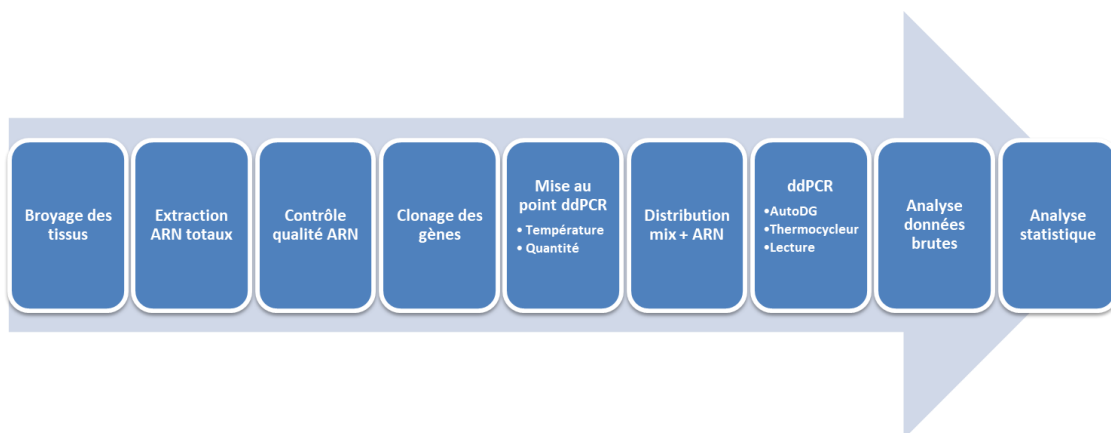 Broyage des
tissus
Extraction
ARN totaux
Contrôle
qualité ARN
Clonage des
gènes
Mise au
point ddPCR
• Température
• Quantité
Distribution
mix + ARN
ddPCR
•AutoDG
•Thermocycleur
•Lecture
Analyse
données
brutes
Analyse
statistique